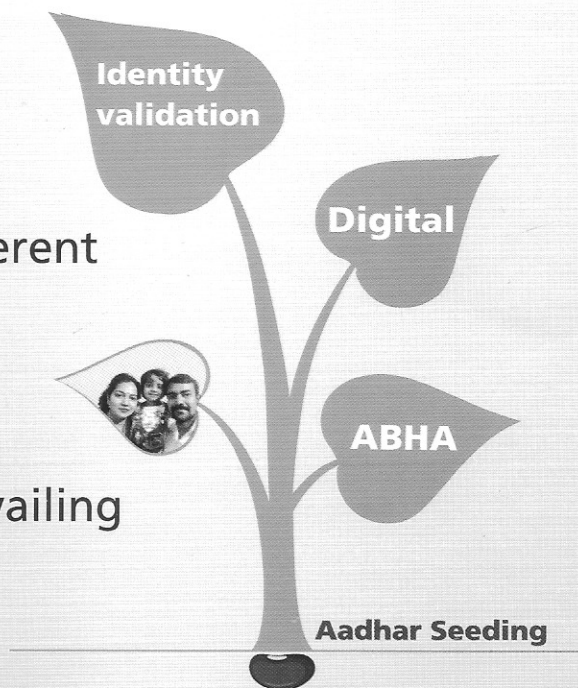 Identity
validation
Digital
erent
ABHA
vailing
Aadhar Seeding